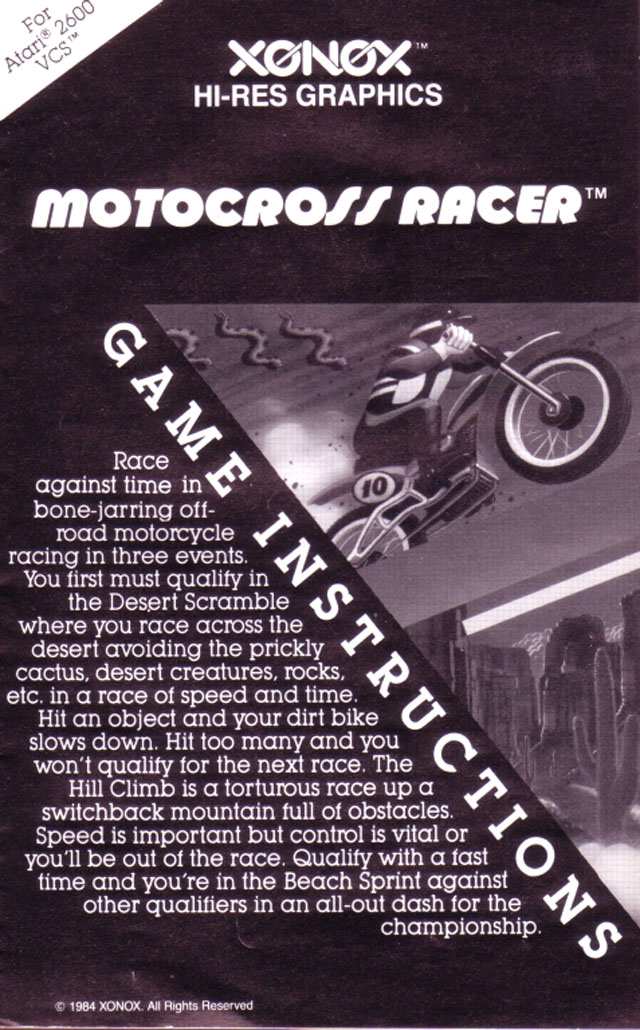 For
Atari® 2600
VCS™
XONOX™
HI-RES GRAPHICS
MOTOCROSS RACER™
GAME INSTRUCTIONS
10
Race
against time in
bone-jarring off-
road motorcycle
racing in three events.
You first must qualify in
the Desert Scramble
where you race across the
desert avoiding the prickly
cactus, desert creatures, rocks,
etc. in a race of speed and time.
Hit an object and your dirt bike
slows down. Hit too many and you
won't qualify for the next race. The
Hill Climb is a torturous race up a
switchback mountain full of obstacles.
Speed is important but control is vital or
you'll be out of the race. Qualify with a fast
time and you're in the Beach Sprint against
other qualifiers in an all-out dash for the
championship.
© 1984 XONOX. All Rights Reserved